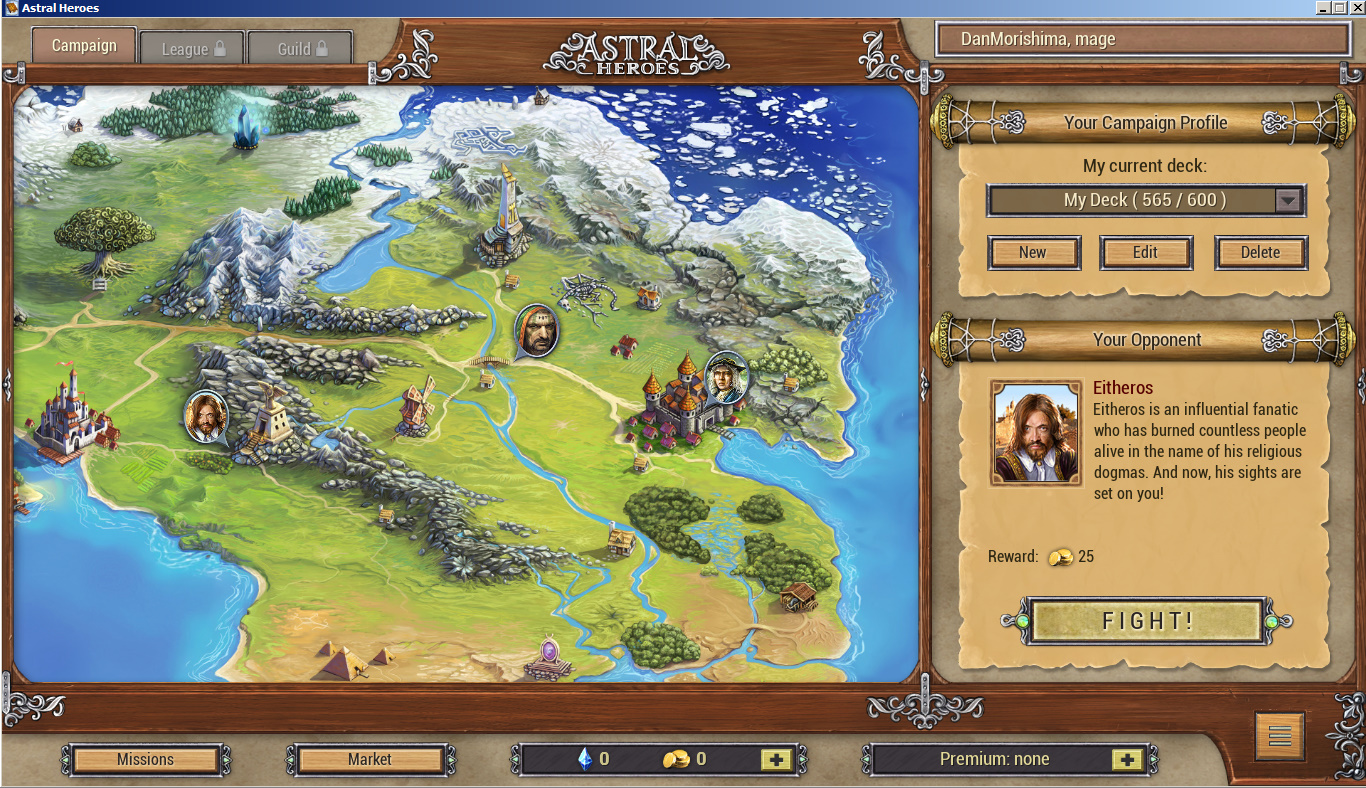 Astral Heroes
Campaign
League
Guild
ASTRAL
HEROES
DanMorishima, mage
Your Campaign Profile
My current deck:
My Deck ( 565 / 600 )
New
Edit
Delete
Your Opponent
Eitheros
Eitheros is an influential fanatic
who has burned countless people
alive in the name of his religious
dogmas. And now, his sights are
set on you!
Reward: 25
FIGHT!
Missions
Market
0
0
Premium: none